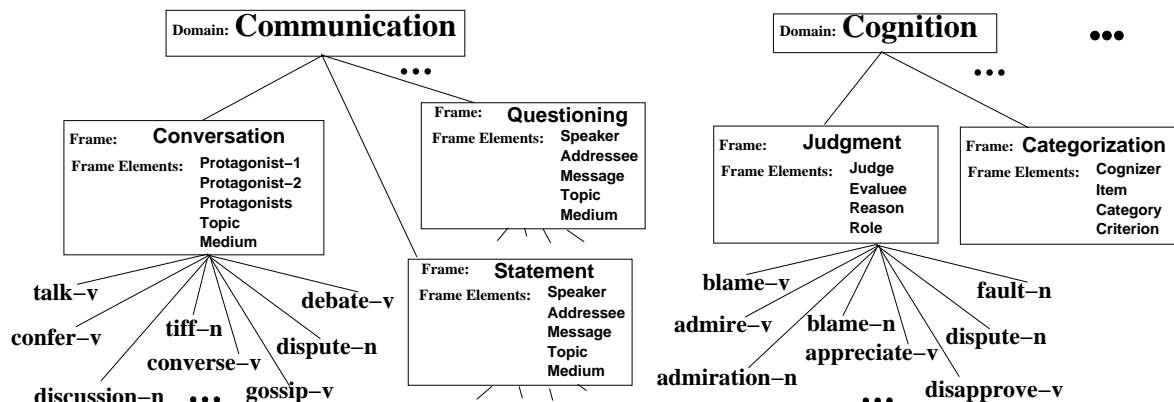 Domain: Communication
•••
Frame: Conversation
Frame Elements: Protagonist−1
Protagonist−2
Protagonists
Topic
Medium
talk−v
confer−v
discussion−n
tiff−n
converse−v
•••
gossip−v
dispute−n
debate−v
Frame: Questioning
Frame Elements: Speaker
Addressee
Message
Topic
Medium
Frame: Statement
Frame Elements: Speaker
Addressee
Message
Topic
Medium
Domain: Cognition
•••
•••
Frame: Judgment
Frame Elements: Judge
Evaluee
Reason
Role
blame−v
admire−v
admiration−n
blame−n
appreciate−v
•••
disapprove−v
dispute−n
fault−n
Frame: Categorization
Frame Elements: Cognizer
Item
Category
Criterion